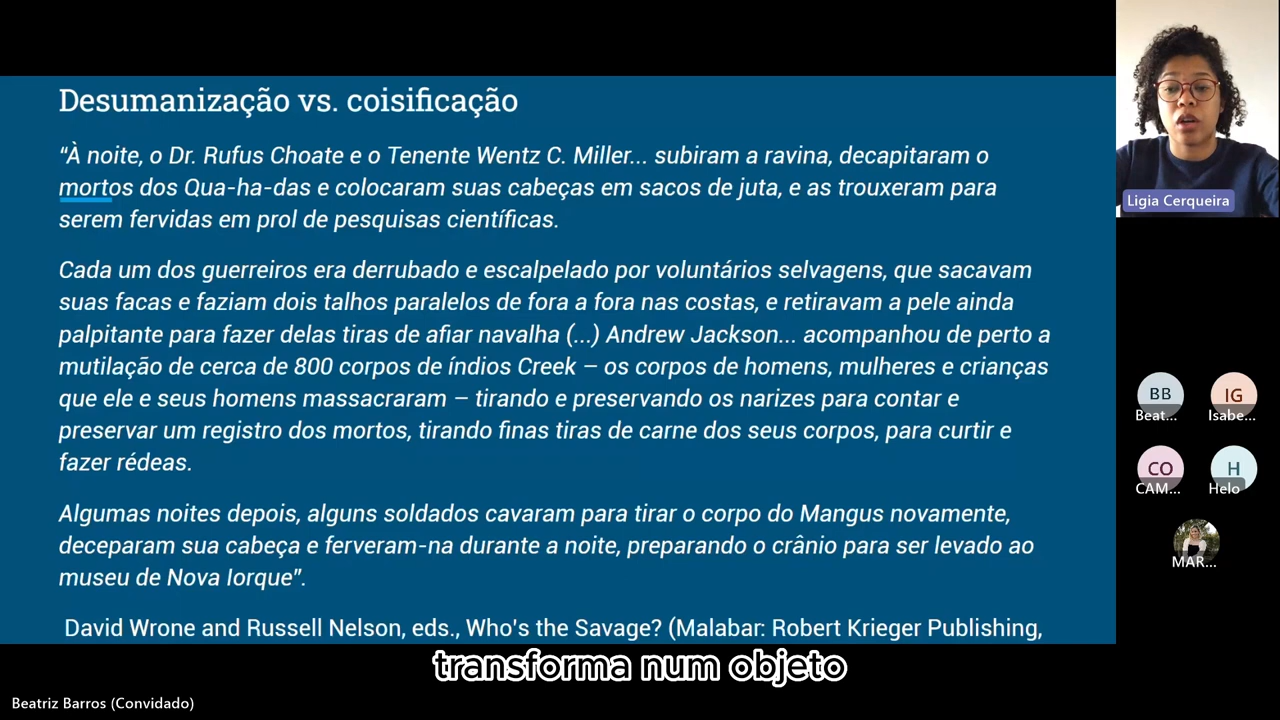 Desumanização vs. coisificação
“À noite, o Dr. Rufus Choate e o Tenente Wentz C. Miller... subiram a ravina, decapitaram o
mortos dos Qua-ha-das e colocaram suas cabeças em sacos de juta, e as trouxeram para
serem fervidas em prol de pesquisas científicas.
Cada um dos guerreiros era derrubado e escalpelado por voluntários selvagens, que sacavam
suas facas e faziam dois talhos paralelos de fora a fora nas costas, e retiravam a pele ainda
palpitante para fazer delas tiras de afiar navalha (...) Andrew Jackson... acompanhou de perto a
mutilação de cerca de 800 corpos de índios Creek – os corpos de homens, mulheres e crianças
que ele e seus homens massacraram – tirando e preservando os narizes para contar e
preservar um registro dos mortos, tirando finas tiras de carne dos seus corpos, para curtir e
fazer rédeas.
Algumas noites depois, alguns soldados cavaram para tirar o corpo do Mangus novamente,
deceparam sua cabeça e ferveram-na durante a noite, preparando o crânio para ser levado ao
museu de Nova Iorque”.
David Wrone and Russell Nelson, eds., Who's the Savage? (Malabar: Robert Krieger Publishing,
transforma num objeto
Beatriz Barros (Convidado)
Ligia Cerqueira
BB
Beat...
IG
Isabe...
CO
CAM...
H
Helo
MAR...